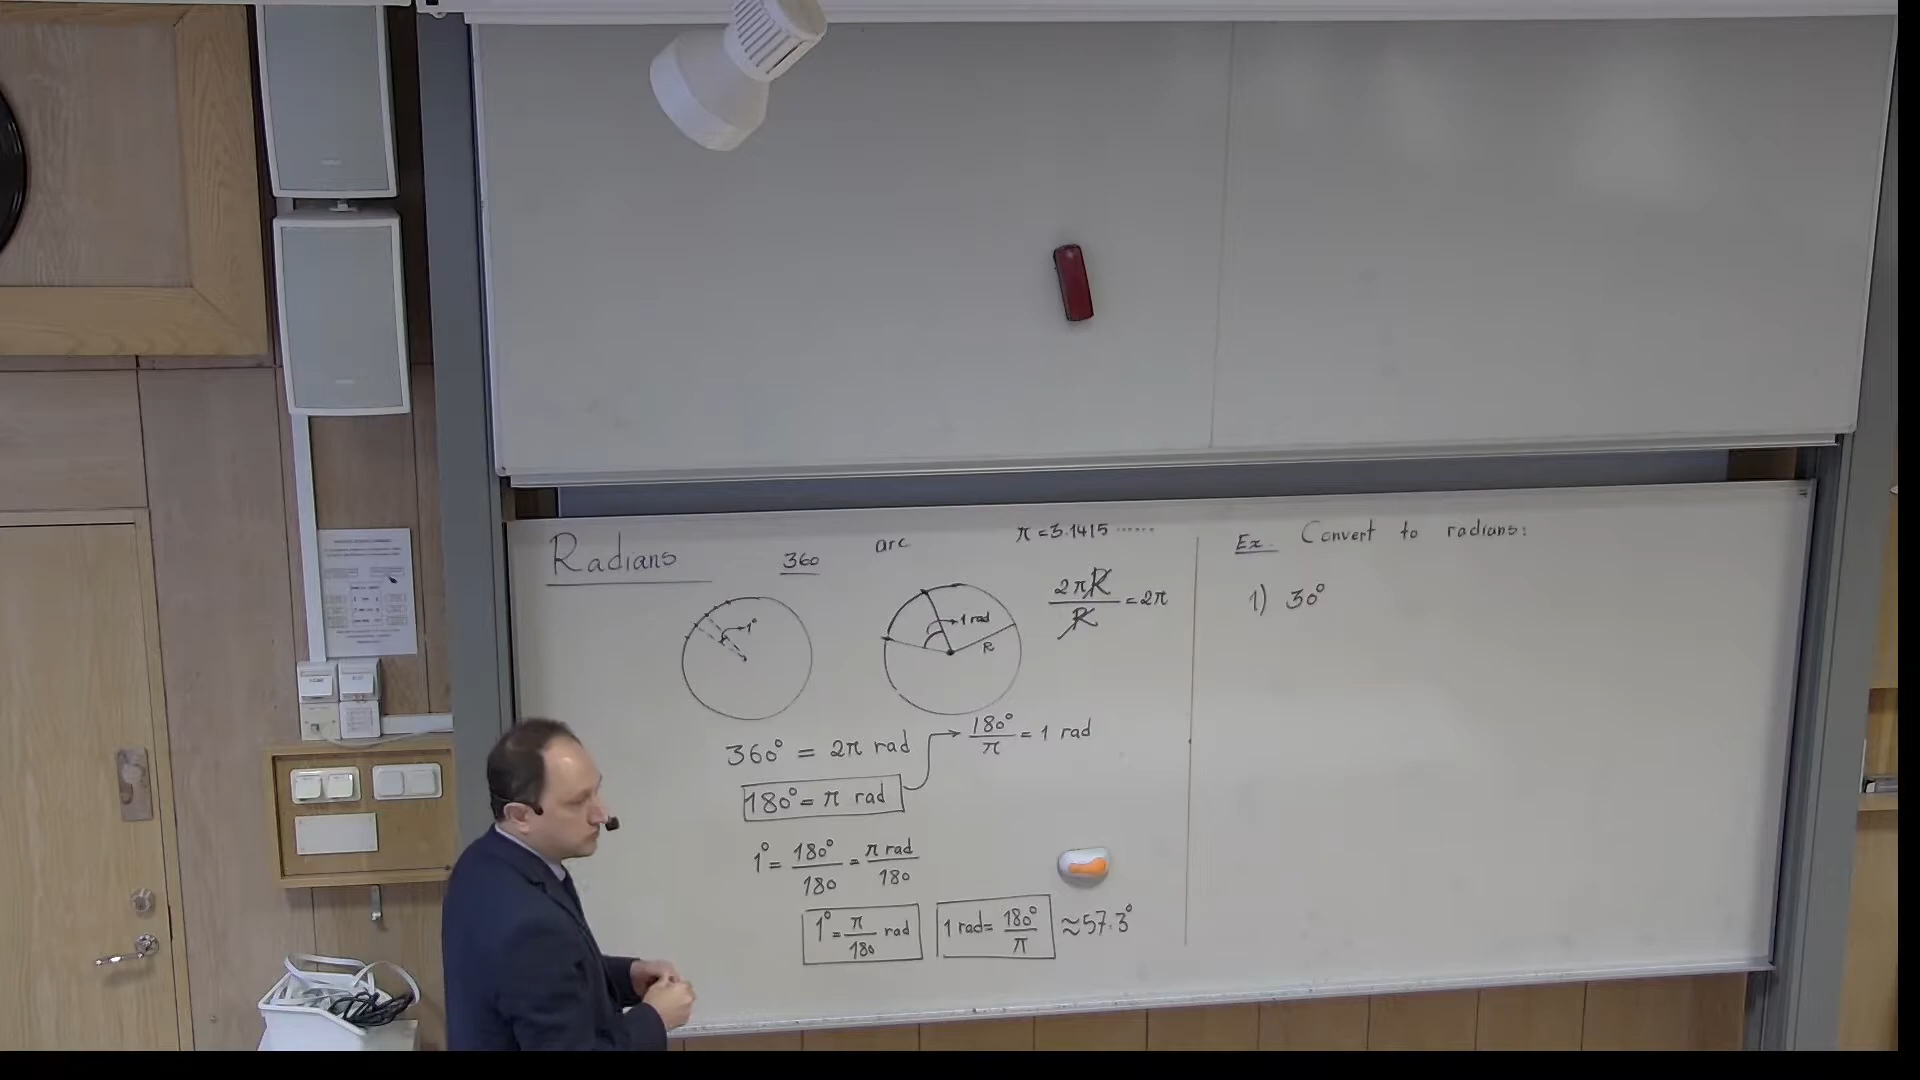 Radians
360
arc
π = 3.1415 ......
1°
1 rad
R
2πR / R = 2π
360° = 2π rad
180° / π = 1 rad
180° = π rad
1° = 180° / 180 = π rad / 180
1° = π / 180 rad
1 rad = 180° / π ≈ 57.3°
Ex. Convert to radians:
1) 30°